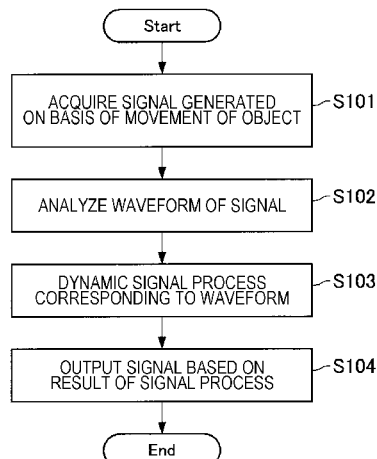 Start
ACQUIRE SIGNAL GENERATED
ON BASIS OF MOVEMENT OF OBJECT
S101
ANALYZE WAVEFORM OF SIGNAL
S102
DYNAMIC SIGNAL PROCESS
CORRESPONDING TO WAVEFORM
S103
OUTPUT SIGNAL BASED ON
RESULT OF SIGNAL PROCESS
S104
End